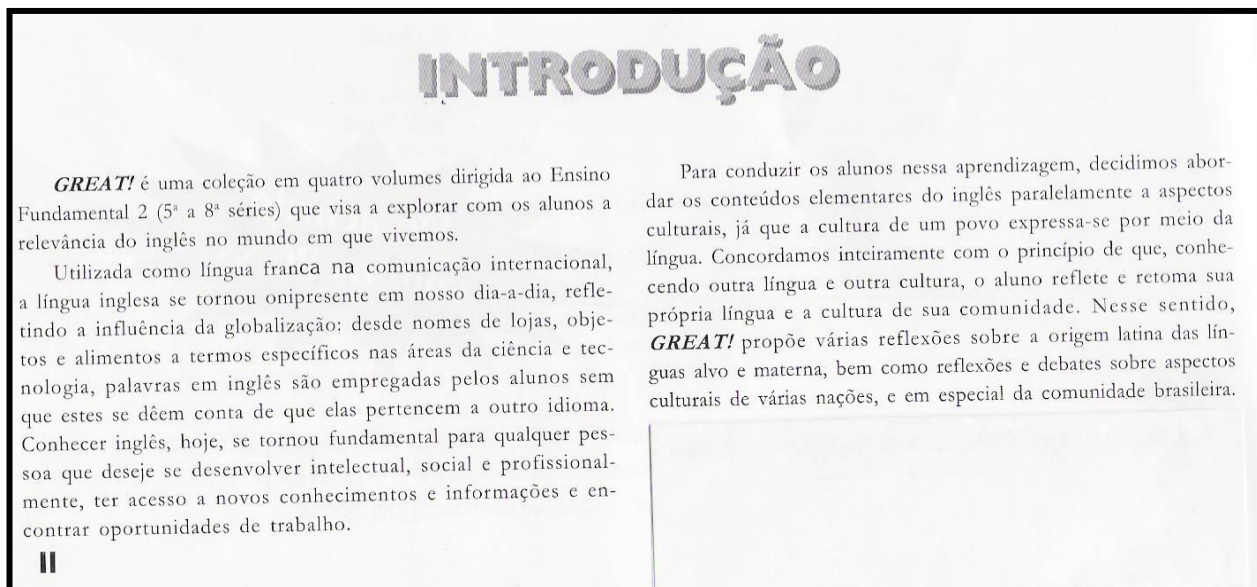 INTRODUÇÃO
GREAT! é uma coleção em quatro volumes dirigida ao Ensino
Fundamental 2 (5ª a 8ª séries) que visa a explorar com os alunos a
relevância do inglês no mundo em que vivemos.
Utilizada como língua franca na comunicação internacional,
a língua inglesa se tornou onipresente em nosso dia-a-dia, refle-
tindo a influência da globalização: desde nomes de lojas, obje-
tos e alimentos a termos específicos nas áreas da ciência e tec-
nologia, palavras em inglês são empregadas pelos alunos sem
que estes se dêem conta de que elas pertencem a outro idioma.
Conhecer inglês, hoje, se tornou fundamental para qualquer pes-
soa que deseje se desenvolver intelectual, social e profissional-
mente, ter acesso a novos conhecimentos e informações e en-
contrar oportunidades de trabalho.
II
Para conduzir os alunos nessa aprendizagem, decidimos abor-
dar os conteúdos elementares do inglês paralelamente a aspectos
culturais, já que a cultura de um povo expressa-se por meio da
língua. Concordamos inteiramente com o princípio de que, conhe-
cendo outra língua e outra cultura, o aluno reflete e retoma sua
própria língua e a cultura de sua comunidade. Nesse sentido,
GREAT! propõe várias reflexões sobre a origem latina das lín-
guas alvo e materna, bem como reflexões e debates sobre aspectos
culturais de várias nações, e em especial da comunidade brasileira.